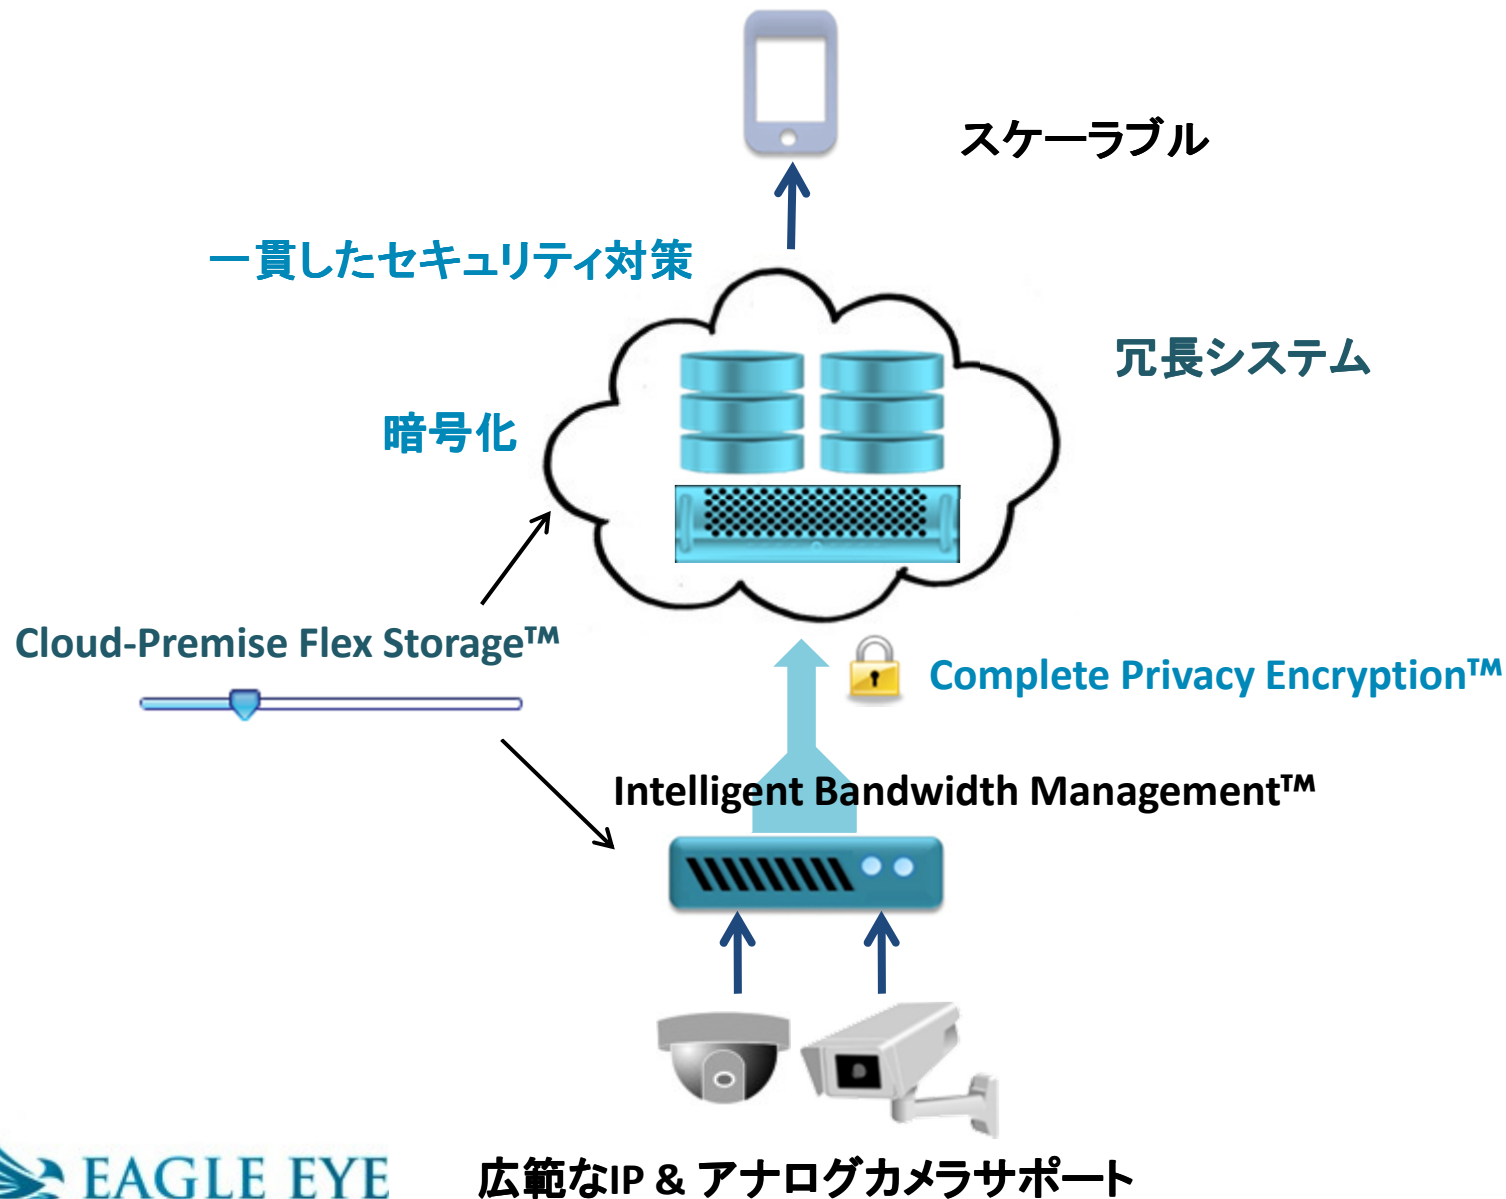 スケーラブル
一貫したセキュリティ対策
冗長システム
暗号化
Cloud-Premise Flex Storage™
Complete Privacy Encryption™
Intelligent Bandwidth Management™
EAGLE EYE
広範なIP & アナログカメラサポート